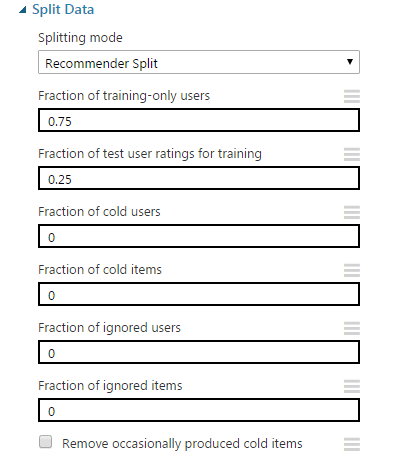 Split Data
Splitting mode
Recommender Split
Fraction of training-only users
0.75
Fraction of test user ratings for training
0.25
Fraction of cold users
0
Fraction of cold items
0
Fraction of ignored users
0
Fraction of ignored items
0
Remove occasionally produced cold items